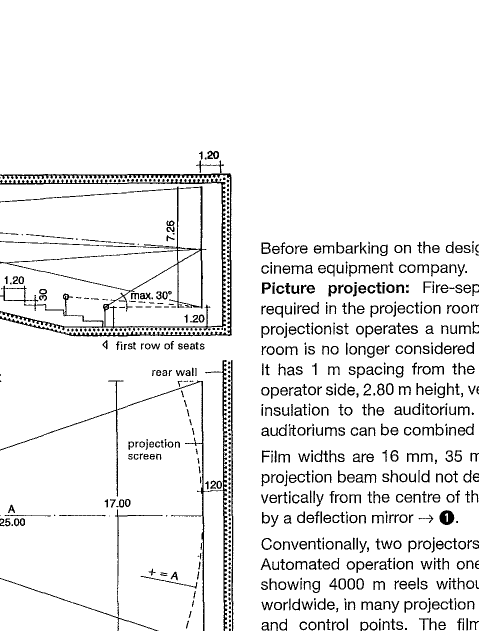 1.20
7.26
1.20
30
max. 30°
1.20
first row of seats
rear wall
projection
screen
120
A
17.00
25.00
+ = A
Before embarking on the desig
cinema equipment company.
Picture projection: Fire-sep
required in the projection room
projectionist operates a numb
room is no longer considered
It has 1 m spacing from the
operator side, 2.80 m height, ve
insulation to the auditorium.
auditoriums can be combined
Film widths are 16 mm, 35 m
projection beam should not de
vertically from the centre of th
by a deflection mirror → ❶.
Conventionally, two projectors
Automated operation with one
showing 4000 m reels withou
worldwide, in many projection
and control points. The film